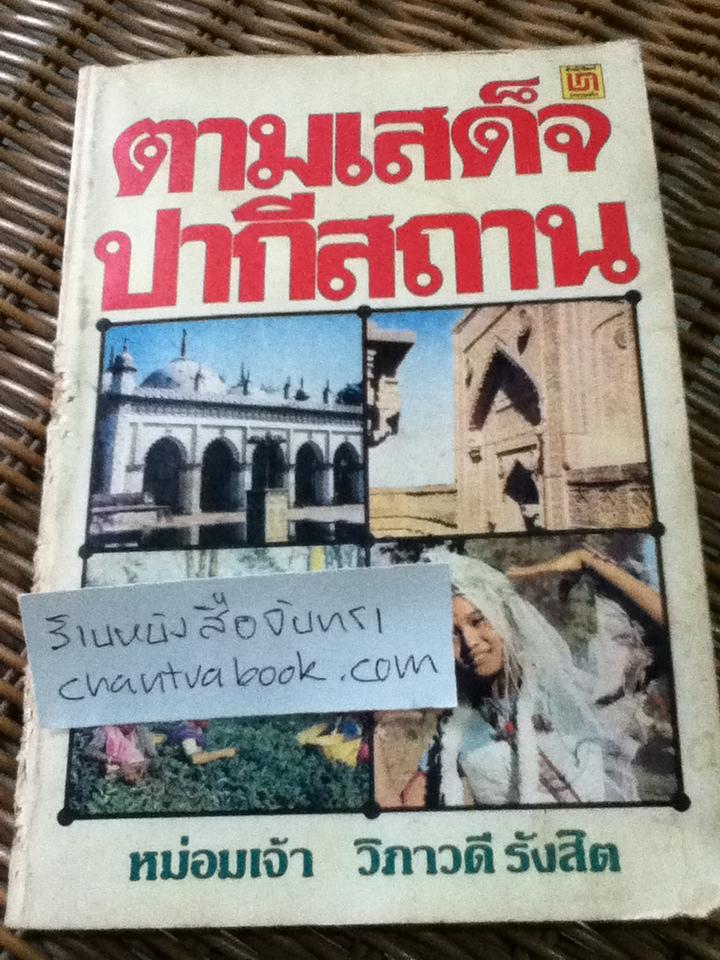 ตามเสด็จ
ปากีสถาน
ร้านหนังสือจันทรา
chantrabook.com
หม่อมเจ้า วิภาวดี รังสิต